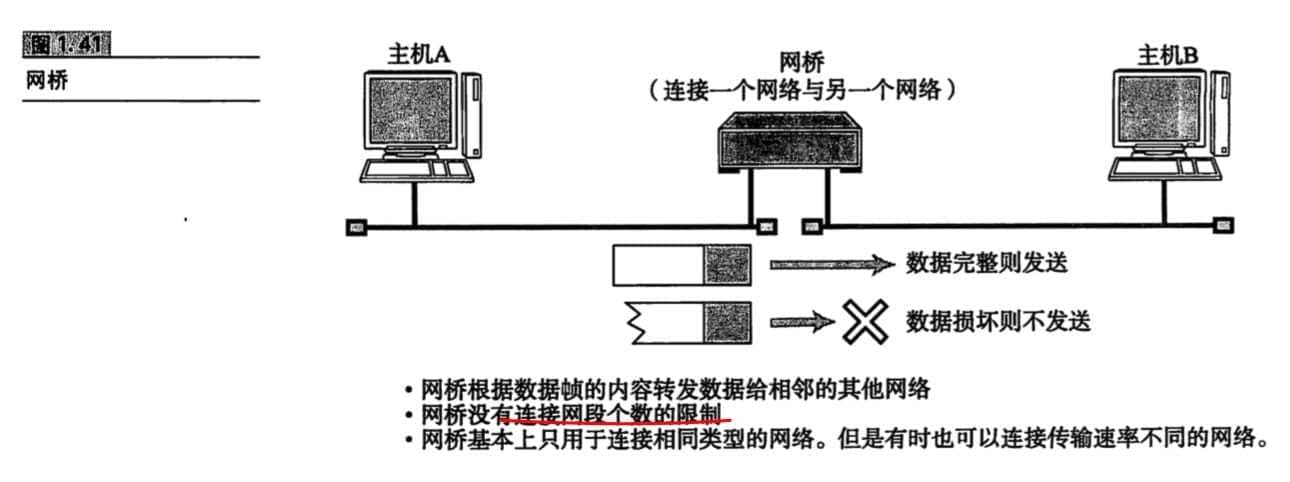 图1.41
网桥
主机A
网桥
（连接一个网络与另一个网络）
主机B
数据完整则发送
数据损坏则不发送
• 网桥根据数据帧的内容转发数据给相邻的其他网络
• 网桥没有连接网段个数的限制
• 网桥基本上只用于连接相同类型的网络。但是有时也可以连接传输速率不同的网络。